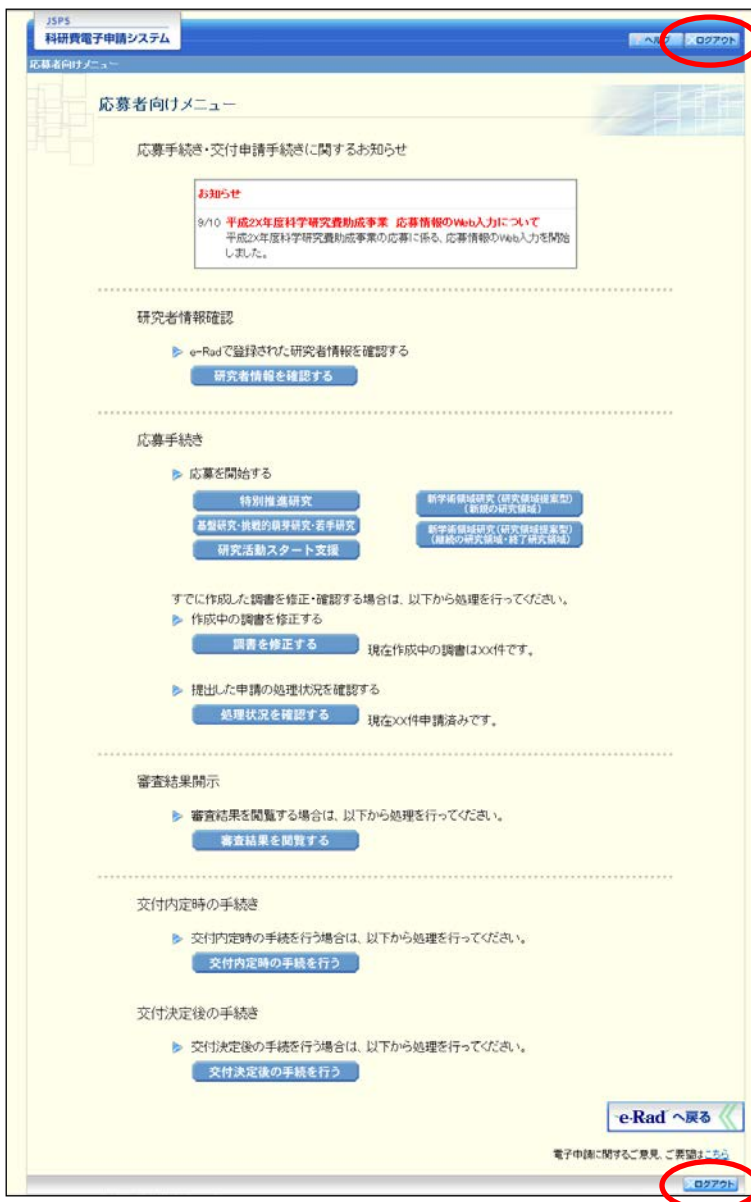 JSPS
科研費電子申請システム
ヘルプ ログアウト
応募者向けメニュー
応募者向けメニュー
応募手続き・交付申請手続きに関するお知らせ
お知らせ
9/10 平成2X年度科学研究費助成事業 応募情報のWeb入力について
平成2X年度科学研究費助成事業の応募に係る、応募情報のWeb入力を開始
しました。
研究者情報確認
e-Radで登録された研究者情報を確認する
研究者情報を確認する
応募手続き
応募を開始する
特別推進研究
新学術領域研究(研究領域提案型)
(新規の研究領域)
基盤研究・挑戦的萌芽研究・若手研究
新学術領域研究(研究領域提案型)
(継続の研究領域・終了研究領域)
研究活動スタート支援
すでに作成した調書を修正・確認する場合は、以下から処理を行ってください。
作成中の調書を修正する
調書を修正する 現在作成中の調書はXX件です。
提出した申請の処理状況を確認する
処理状況を確認する 現在XX件申請済みです。
審査結果開示
審査結果を閲覧する場合は、以下から処理を行ってください。
審査結果を閲覧する
交付内定時の手続き
交付内定時の手続を行う場合は、以下から処理を行ってください。
交付内定時の手続を行う
交付決定後の手続き
交付決定後の手続を行う場合は、以下から処理を行ってください。
交付決定後の手続を行う
e-Rad へ戻る
電子申請に関するご意見、ご要望はこちら
ログアウト